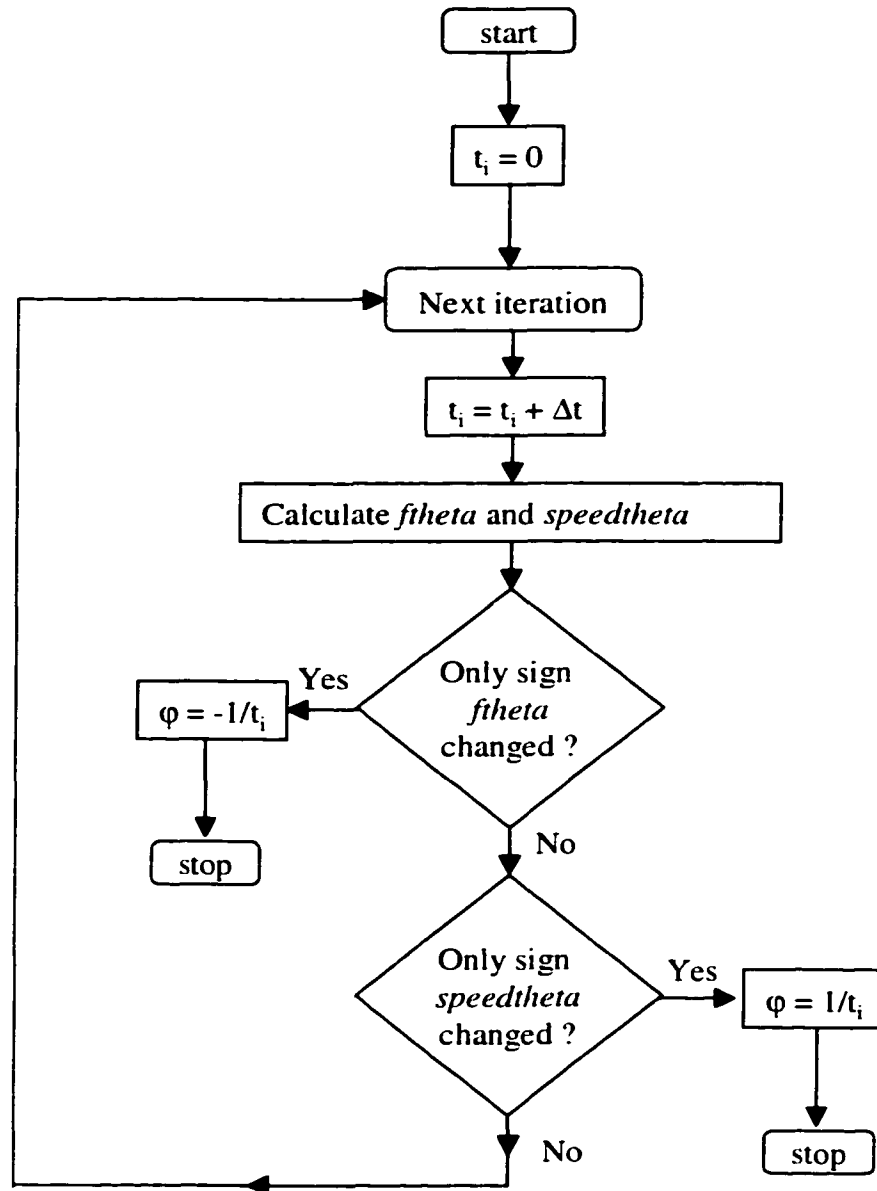 start
t_i = 0
Next iteration
t_i = t_i + Δt
Calculate ftheta and speedtheta
Only sign
ftheta
changed ?
Yes
φ = -1/t_i
stop
No
Only sign
speedtheta
changed ?
Yes
φ = 1/t_i
stop
No